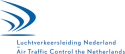 Luchtverkeersleiding Nederland
Air Traffic Control the Netherlands